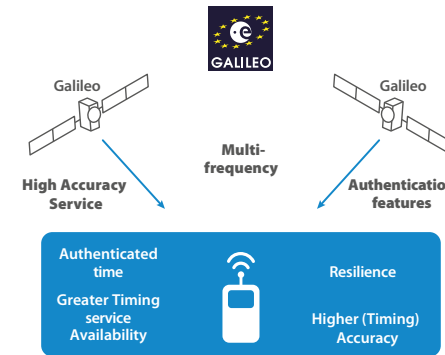 GALILEO
Galileo
Galileo
Multi-
frequency
High Accuracy
Service
Authenticatio
features
Authenticated
time
Greater Timing
service
Availability
Resilience
Higher (Timing)
Accuracy